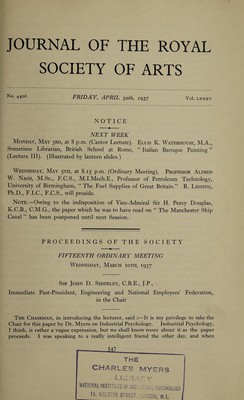 JOURNAL OF THE ROYAL
SOCIETY OF ARTS
No. 4406 FRIDAY, APRIL 30th, 1937 Vol. LXXXV
NOTICE
NEXT WEEK
MONDAY, MAY 3RD, at 8 p.m. (Cantor Lecture). ELLIS K. WATERHOUSE, M.A.,
Sometime Librarian, British School at Rome, "Italian Baroque Painting"
(Lecture III). (Illustrated by lantern slides.)
WEDNESDAY, MAY 5TH, at 8.15 p.m. (Ordinary Meeting). PROFESSOR ALFRED
W. NASH, M.Sc., F.C.S., M.I.Mech.E., Professor of Petroleum Technology,
University of Birmingham, "The Fuel Supplies of Great Britain." R. LESSING,
Ph.D., F.I.C., F.C.S., will preside.
NOTE.—Owing to the indisposition of Vice-Admiral Sir H. Percy Douglas,
K.C.B., C.M.G., the paper which he was to have read on "The Manchester Ship
Canal" has been postponed until next Session.
PROCEEDINGS OF THE SOCIETY
FIFTEENTH ORDINARY MEETING
WEDNESDAY, MARCH 10TH, 1937
SIR JOHN D. SIDDELEY, C.B.E., J.P.,
Immediate Past-President, Engineering and National Employers' Federation,
in the Chair
THE CHAIRMAN, in introducing the lecturer, said :—It is my privilege to take the
Chair for this paper by Dr. Myers on Industrial Psychology. Industrial Psychology,
I think, is rather a vague expression, but we shall know more about it as the paper
proceeds. I was speaking to a really intelligent friend the other day, and when
547
THE
CHARLES MYERS
LIBRARY
NATIONAL INSTITUTE OF INDUSTRIAL PSYCHOLOGY
14, WELBECK STREET, LONDON, W.1.